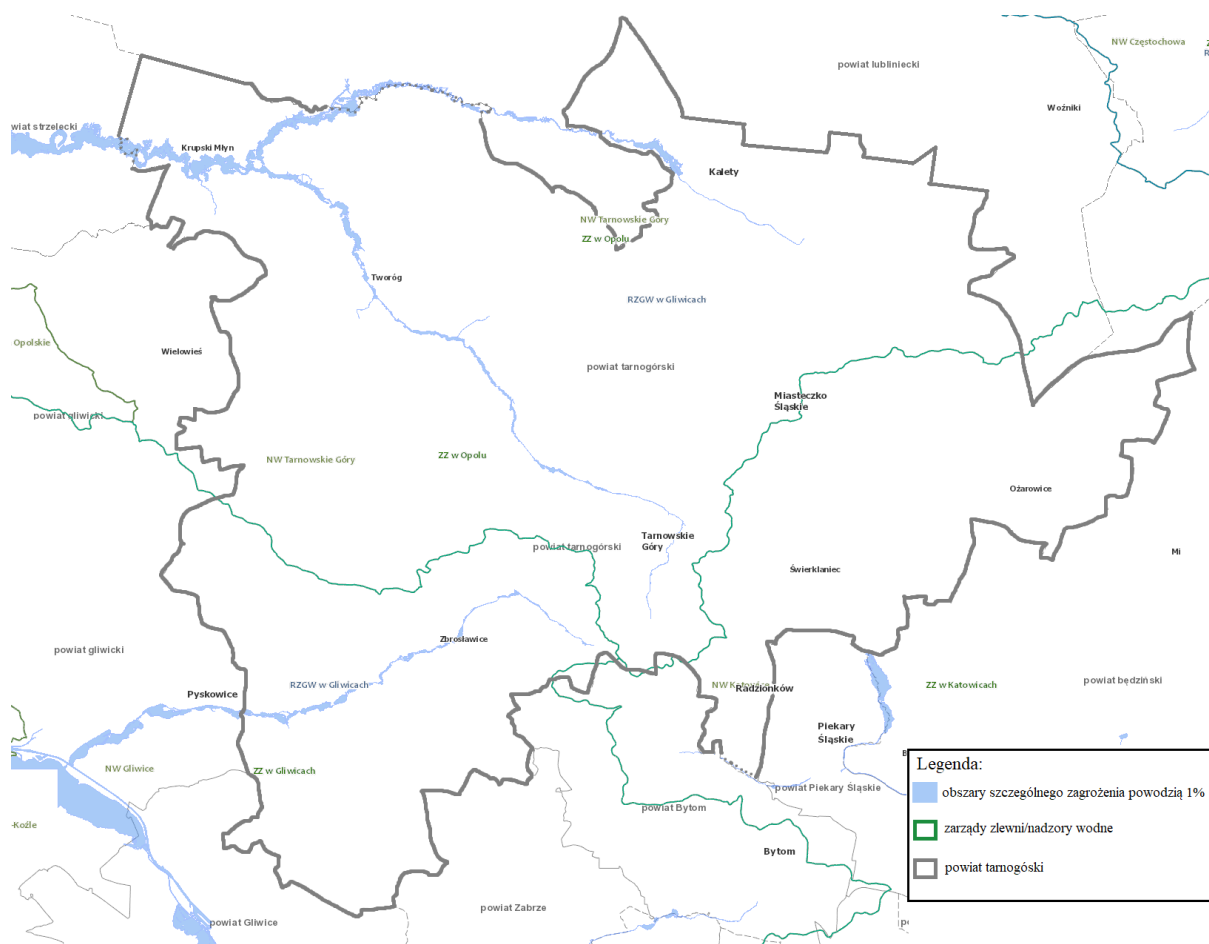 NW Częstochowa
powiat lubliniecki
Woźniki
wiat strzelecki
Krupski Młyn
Kalety
NW Tarnowskie Góry
ZZ w Opolu
Tworóg
RZGW w Gliwicach
Opolskie
Wielowieś
powiat tarnogórski
Miasteczko
Śląskie
powiat gliwicki
NW Tarnowskie Góry
ZZ w Opolu
Ożarowice
Tarnowskie
Góry
powiat tarnogórski
Mi
Świerklaniec
Zbrosławice
powiat gliwicki
RZGW w Gliwicach
Pyskowice
NW Katowice
Radzionków
ZZ w Katowicach
powiat będziński
Piekary
Śląskie
NW Gliwice
ZZ w Gliwicach
powiat Piekary Śląskie
powiat Bytom
-Koźle
Bytom
powiat Zabrze
powiat Gliwice
Legenda:
obszary szczególnego zagrożenia powodzią 1%
zarządy zlewni/nadzory wodne
powiat tarnogóski